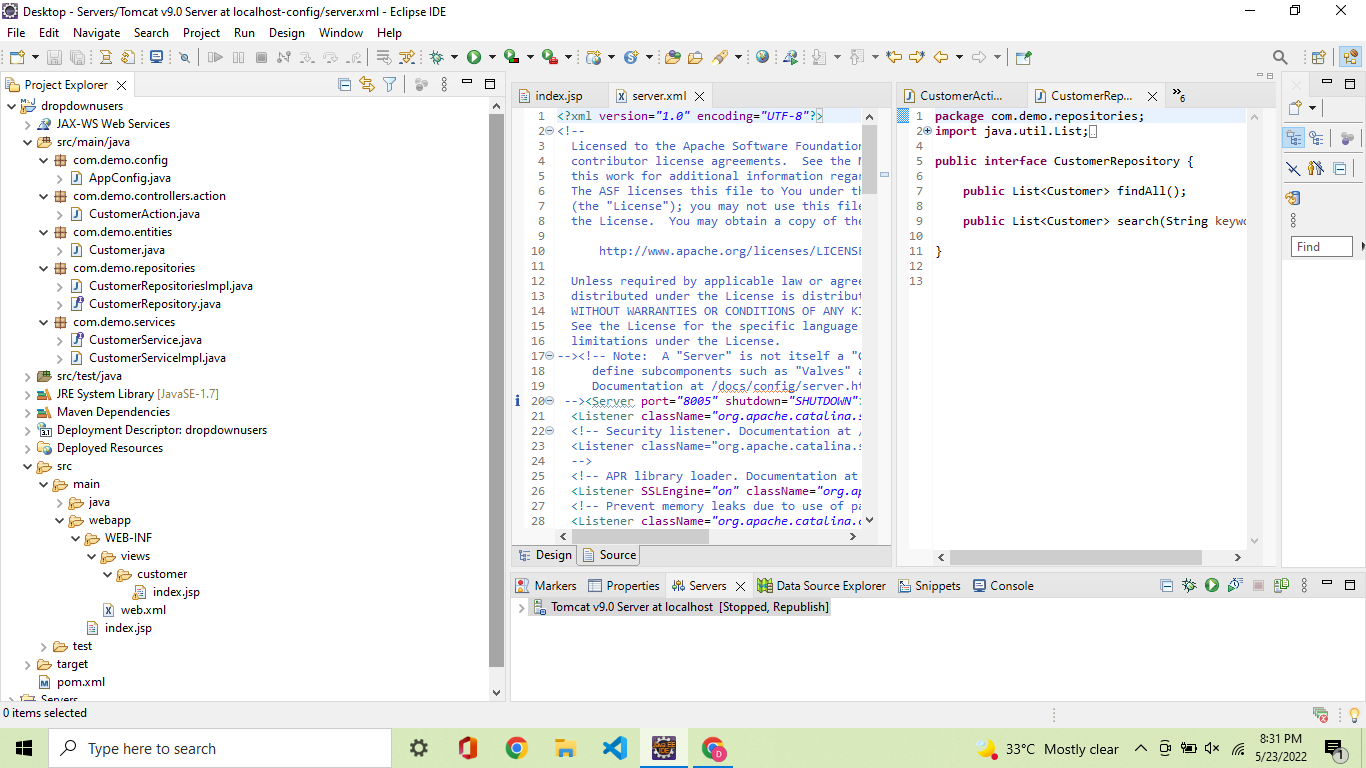 Desktop - Servers/Tomcat v9.0 Server at localhost-config/server.xml - Eclipse IDE
File Edit Navigate Search Project Run Design Window Help
Project Explorer
dropdownusers
JAX-WS Web Services
src/main/java
com.demo.config
AppConfig.java
com.demo.controllers.action
CustomerAction.java
com.demo.entities
Customer.java
com.demo.repositories
CustomerRepositoriesImpl.java
CustomerRepository.java
com.demo.services
CustomerService.java
CustomerServiceImpl.java
src/test/java
JRE System Library [JavaSE-1.7]
Maven Dependencies
Deployment Descriptor: dropdownusers
Deployed Resources
src
main
java
webapp
WEB-INF
views
customer
index.jsp
web.xml
index.jsp
test
target
pom.xml
Servers
0 items selected
index.jsp server.xml
1 <?xml version="1.0" encoding="UTF-8"?>
2 <!--
3 Licensed to the Apache Software Foundation
4 contributor license agreements. See the N
5 this work for additional information regar
6 The ASF licenses this file to You under th
7 (the "License"); you may not use this file
8 the License. You may obtain a copy of the
9
10 http://www.apache.org/licenses/LICENSE
11
12 Unless required by applicable law or agree
13 distributed under the License is distribut
14 WITHOUT WARRANTIES OR CONDITIONS OF ANY KI
15 See the License for the specific language
16 limitations under the License.
17 --><!-- Note: A "Server" is not itself a "C
18 define subcomponents such as "Valves" a
19 Documentation at /docs/config/server.ht
20 --><Server port="8005" shutdown="SHUTDOWN"
21 <Listener className="org.apache.catalina.s
22 <!-- Security listener. Documentation at /
23 <Listener className="org.apache.catalina.s
24 -->
25 <!-- APR library loader. Documentation at
26 <Listener SSLEngine="on" className="org.ap
27 <!-- Prevent memory leaks due to use of pa
28 <Listener className="org.apache.catalina.c
Design Source
CustomerActi... CustomerRep... »6
1 package com.demo.repositories;
2 import java.util.List;
4
5 public interface CustomerRepository {
6
7 public List<Customer> findAll();
8
9 public List<Customer> search(String keywo
10
11 }
12
13
Find
Markers Properties Servers Data Source Explorer Snippets Console
Tomcat v9.0 Server at localhost [Stopped, Republish]
Type here to search
33°C Mostly clear
8:31 PM
5/23/2022
1